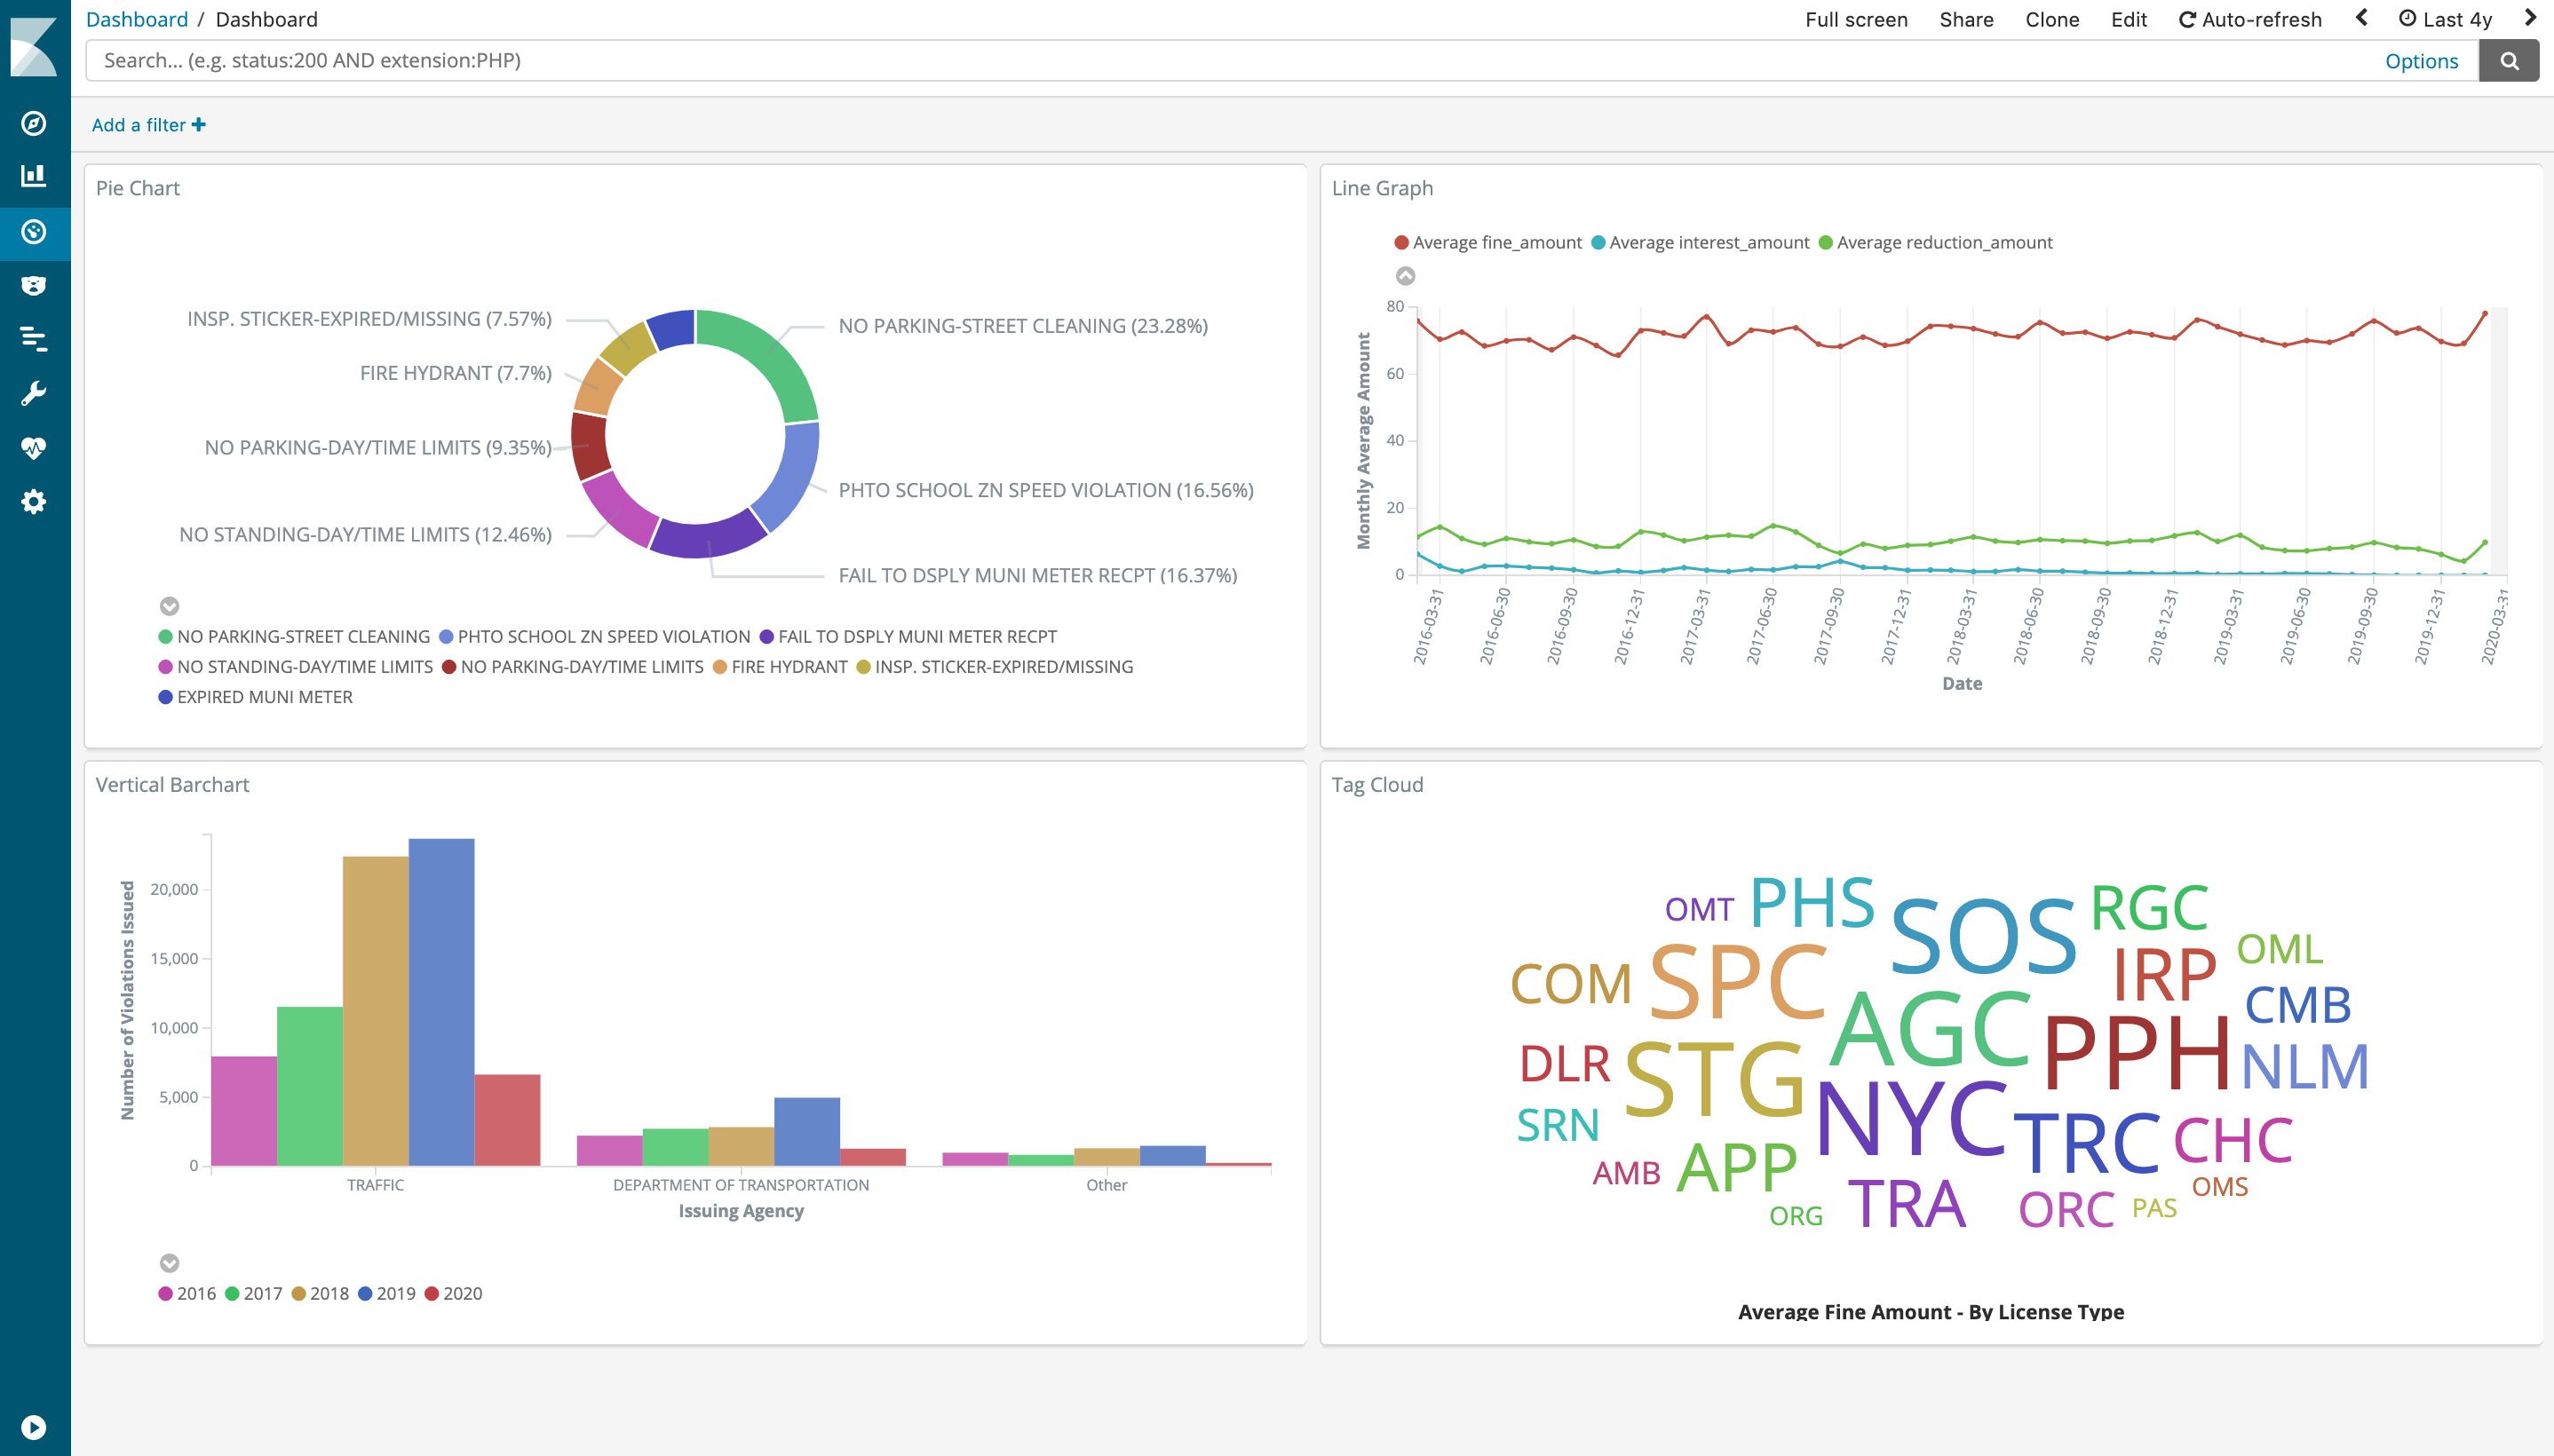 Dashboard / Dashboard
Full screen Share Clone Edit Auto-refresh Last 4y
Search... (e.g. status:200 AND extension:PHP)
Options
Add a filter
Pie Chart
INSP. STICKER-EXPIRED/MISSING (7.57%)
NO PARKING-STREET CLEANING (23.28%)
FIRE HYDRANT (7.7%)
NO PARKING-DAY/TIME LIMITS (9.35%)
PHTO SCHOOL ZN SPEED VIOLATION (16.56%)
NO STANDING-DAY/TIME LIMITS (12.46%)
FAIL TO DSPLY MUNI METER RECPT (16.37%)
NO PARKING-STREET CLEANING PHTO SCHOOL ZN SPEED VIOLATION FAIL TO DSPLY MUNI METER RECPT
NO STANDING-DAY/TIME LIMITS NO PARKING-DAY/TIME LIMITS FIRE HYDRANT INSP. STICKER-EXPIRED/MISSING
EXPIRED MUNI METER
Line Graph
Average fine_amount Average interest_amount Average reduction_amount
Monthly Average Amount
80
60
40
20
0
2016-03-31
2016-06-30
2016-09-30
2016-12-31
2017-03-31
2017-06-30
2017-09-30
2017-12-31
2018-03-31
2018-06-30
2018-09-30
2018-12-31
2019-03-31
2019-06-30
2019-09-30
2019-12-31
2020-03-31
Date
Vertical Barchart
Number of Violations Issued
20,000
15,000
10,000
5,000
0
TRAFFIC
DEPARTMENT OF TRANSPORTATION
Other
Issuing Agency
2016 2017 2018 2019 2020
Tag Cloud
OMT
PHS
SOS
RGC
OML
COM
SPC
IRP
CMB
AGC
DLR
STG
PPH
NLM
SRN
NYC
TRC
CHC
AMB
APP
OMS
ORG
TRA
ORC
PAS
Average Fine Amount - By License Type